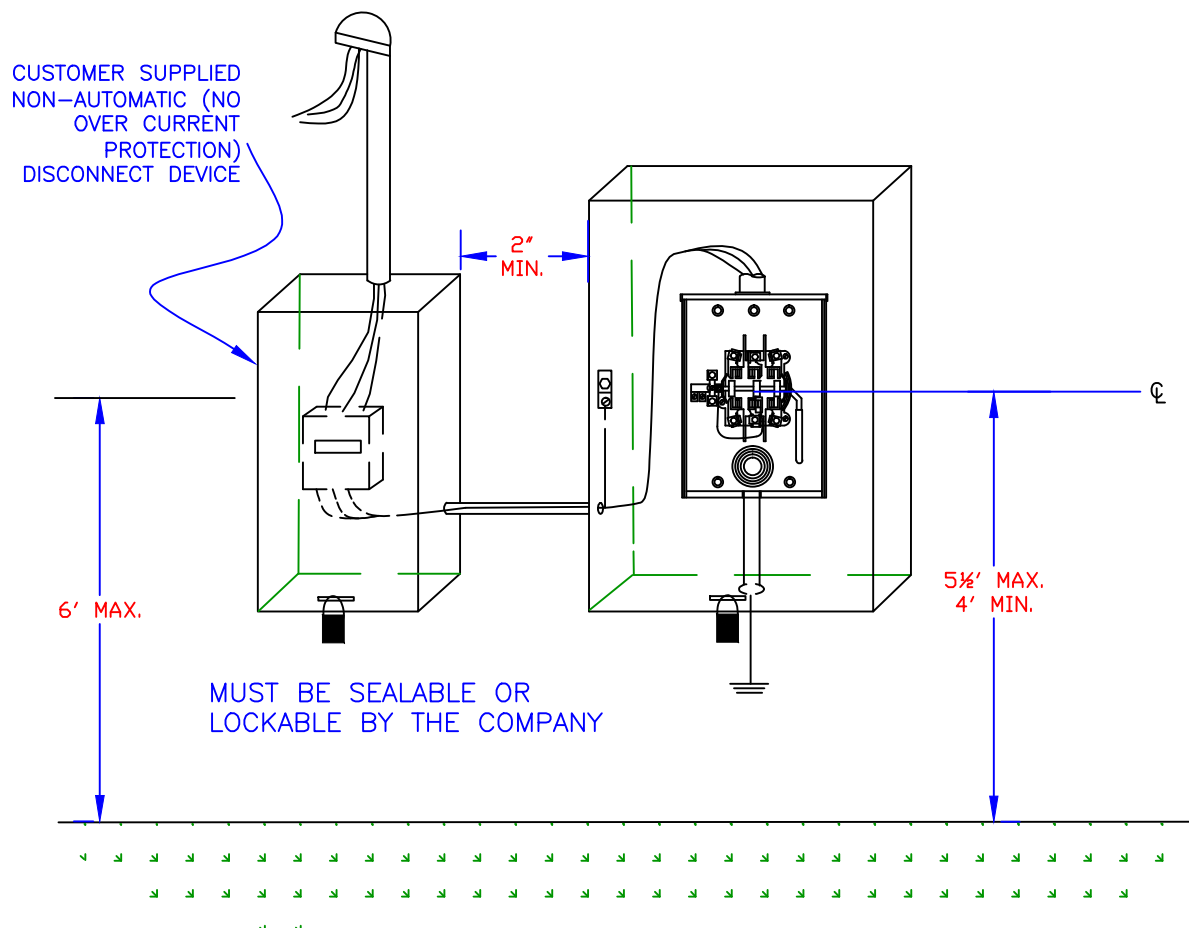 CUSTOMER SUPPLIED
NON-AUTOMATIC (NO
OVER CURRENT
PROTECTION)
DISCONNECT DEVICE
2"
MIN.
℄
6' MAX.
5½' MAX.
4' MIN.
MUST BE SEALABLE OR
LOCKABLE BY THE COMPANY